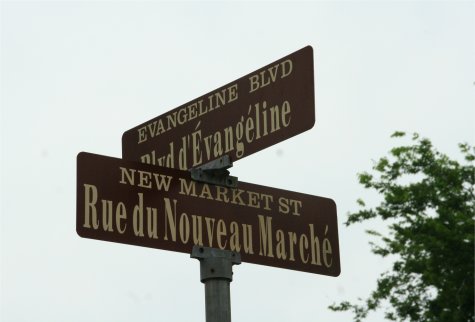 EVANGELINE BLVD
Blvd d'Évangéline
NEW MARKET ST
Rue du Nouveau Marché